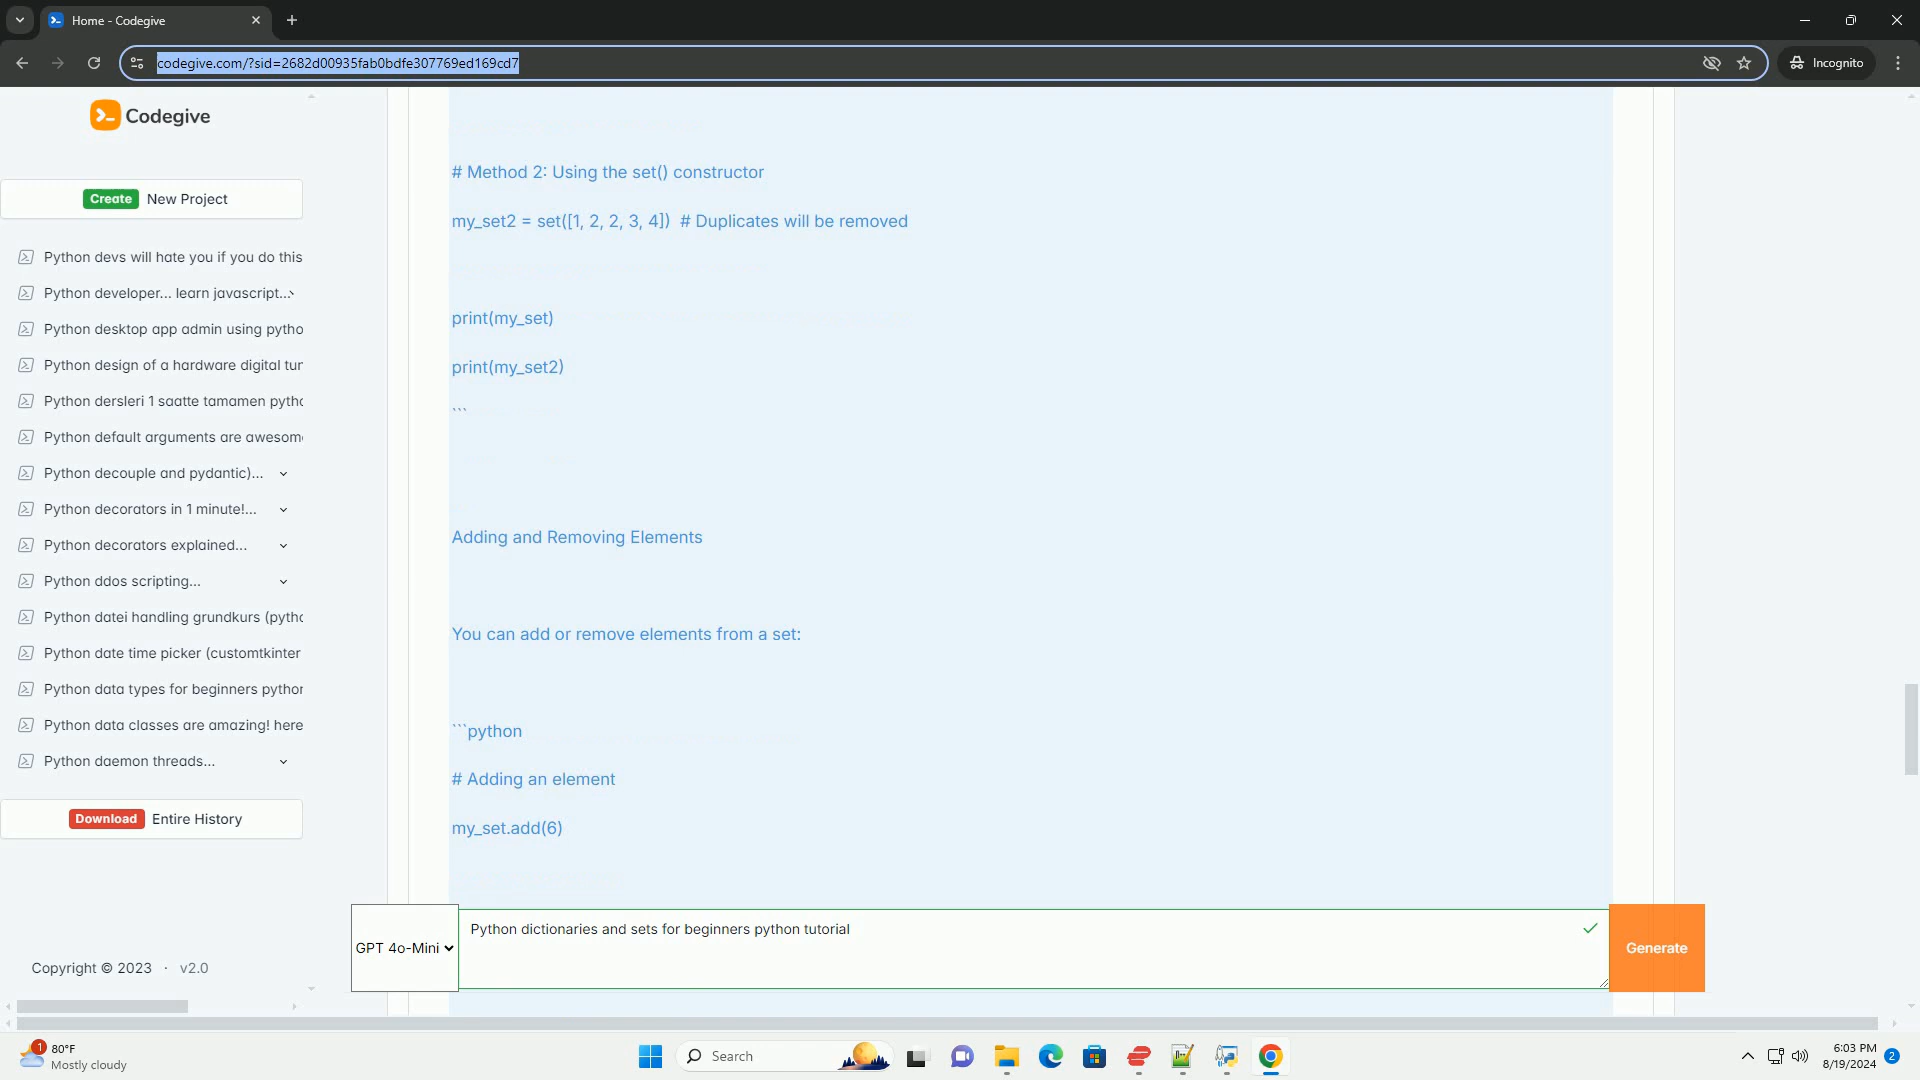 Home - Codegive
codegive.com/?sid=2682d00935fab0bdfe307769ed169cd7
Incognito
Codegive
Create New Project
Python devs will hate you if you do this
Python developer... learn javascript...
Python desktop app admin using pytho
Python design of a hardware digital tur
Python dersleri 1 saatte tamamen pytho
Python default arguments are awesom
Python decouple and pydantic)...
Python decorators in 1 minute!...
Python decorators explained...
Python ddos scripting...
Python datei handling grundkurs (pytho
Python date time picker (customtkinter
Python data types for beginners pythor
Python data classes are amazing! here
Python daemon threads...
Download Entire History
Copyright © 2023 · v2.0
# Method 2: Using the set() constructor
my_set2 = set([1, 2, 2, 3, 4])  # Duplicates will be removed
print(my_set)
print(my_set2)
```
Adding and Removing Elements
You can add or remove elements from a set:
```python
# Adding an element
my_set.add(6)
GPT 4o-Mini
Python dictionaries and sets for beginners python tutorial
Generate
1
80°F
Mostly cloudy
Search
6:03 PM
8/19/2024
2